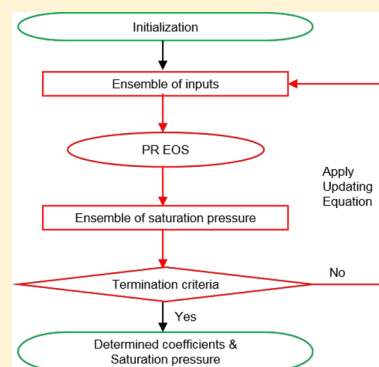 Initialization
Ensemble of inputs
PR EOS
Apply
Updating
Equation
Ensemble of saturation pressure
Termination criteria
No
Yes
Determined coefficients &
Saturation pressure